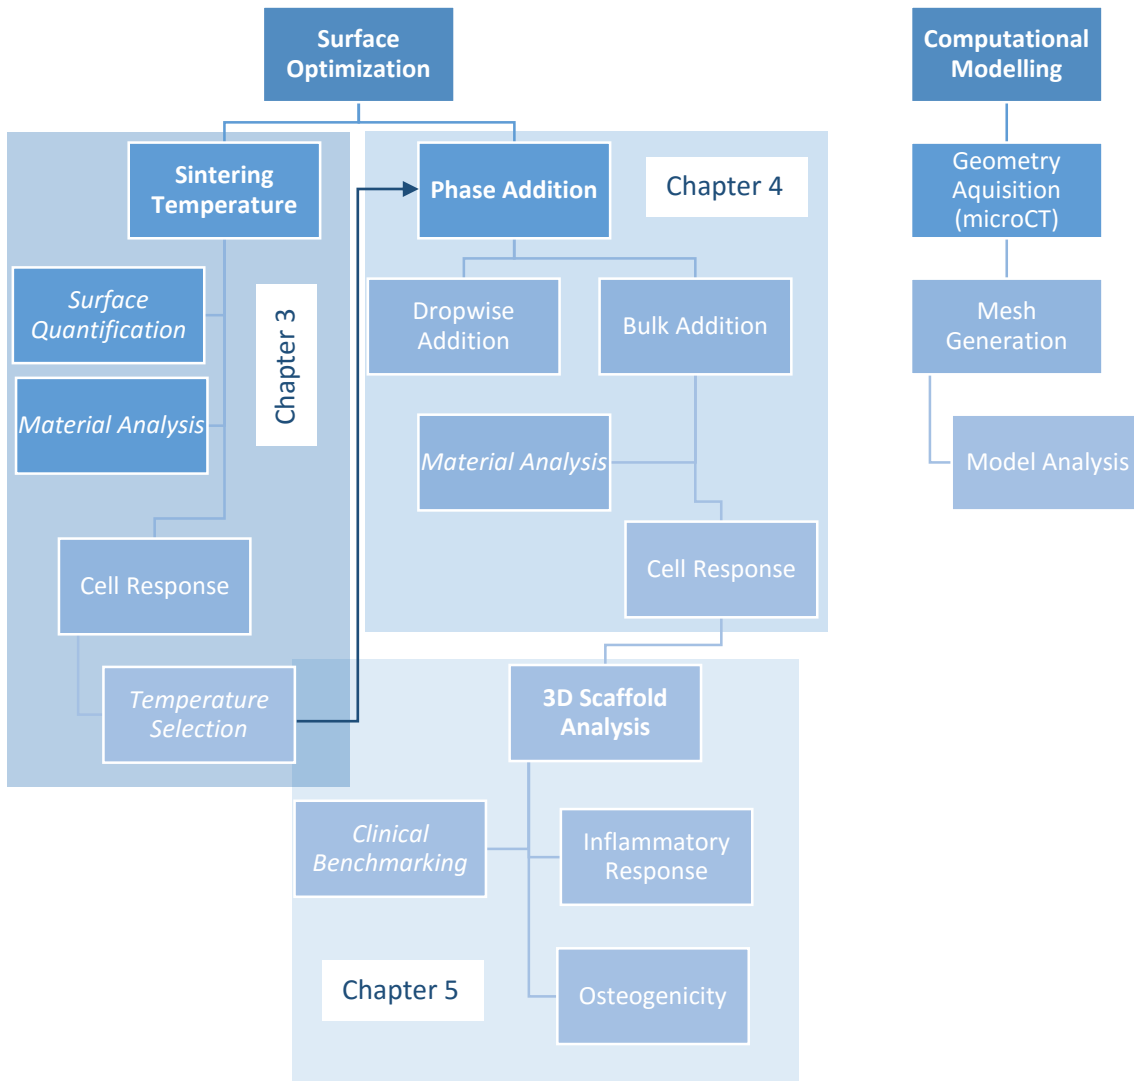 Surface
Optimization
Computational
Modelling
Sintering
Temperature
Phase Addition
Chapter 4
Geometry
Aquisition
(microCT)
Surface
Quantification
Chapter 3
Dropwise
Addition
Bulk Addition
Mesh
Generation
Material Analysis
Material Analysis
Model Analysis
Cell Response
Cell Response
Temperature
Selection
3D Scaffold
Analysis
Clinical
Benchmarking
Inflammatory
Response
Chapter 5
Osteogenicity